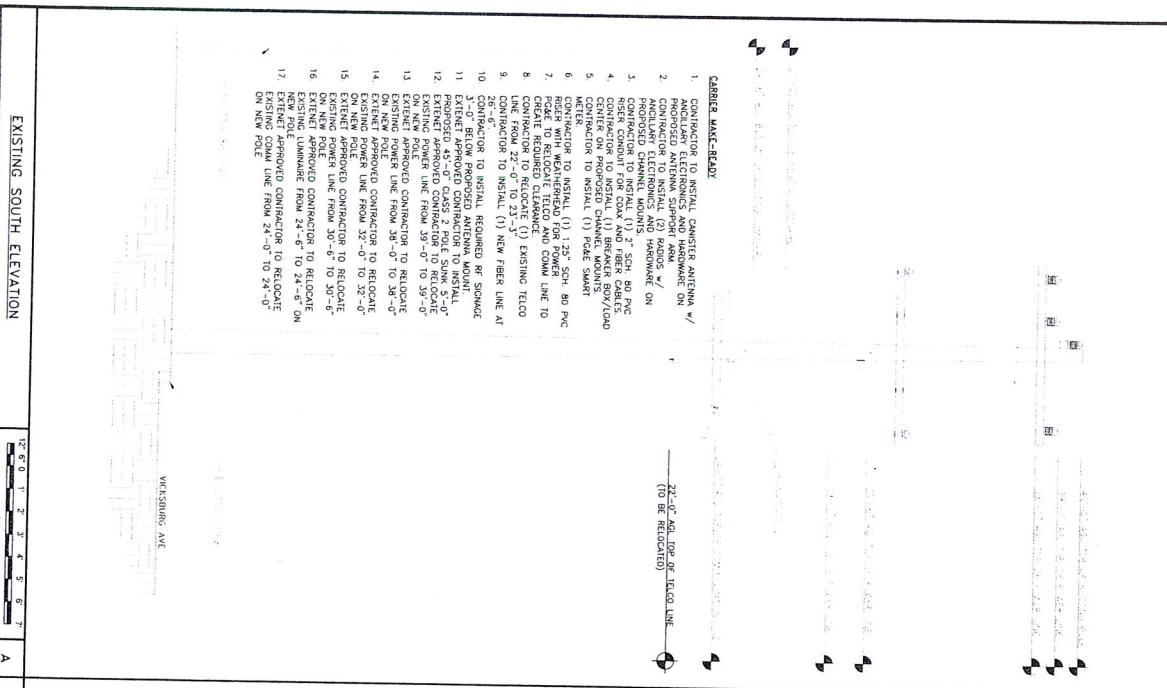 CARRIER MAKE-READY
1. CONTRACTOR TO INSTALL CANISTER ANTENNA w/
ANCILLARY ELECTRONICS AND HARDWARE ON
PROPOSED ANTENNA SUPPORT ARM
2. CONTRACTOR TO INSTALL (2) RADIOS w/
ANCILLARY ELECTRONICS AND HARDWARE ON
PROPOSED CHANNEL MOUNTS.
3. CONTRACTOR TO INSTALL (1) 2" SCH. 80 PVC
RISER CONDUIT FOR COAX AND FIBER CABLES.
4. CONTRACTOR TO INSTALL (1) BREAKER BOX/LOAD
CENTER ON PROPOSED CHANNEL MOUNTS.
5. CONTRACTOR TO INSTALL (1) PG&E SMART
METER
6 CONTRACTOR TO INSTALL (1) 1.25" SCH. 80 PVC
RISER WITH WEATHERHEAD FOR POWER
7. PG&E TO RELOCATE TELCO AND COMM LINE TO
CREATE REQUIRED CLEARANCE.
8 CONTRACTOR TO RELOCATE (1) EXISTING TELCO
LINE FROM 22'-0" TO 23'-3"
9. CONTRACTOR TO INSTALL (1) NEW FIBER LINE AT
26'-6"
10 CONTRACTOR TO INSTALL REQUIRED RF SIGNAGE
3'-0" BELOW PROPOSED ANTENNA MOUNT.
11 EXTENET APPROVED CONTRACTOR TO INSTALL
PROPOSED 45'-0" CLASS 2 POLE SUNK 5'-0"
12. EXTENET APPROVED CONTRACTOR TO RELOCATE
EXISTING POWER LINE FROM 39'-0" TO 39'-0"
ON NEW POLE
13 EXTENET APPROVED CONTRACTOR TO RELOCATE
EXISTING POWER LINE FROM 38'-0" TO 38'-0"
ON NEW POLE
14. EXTENET APPROVED CONTRACTOR TO RELOCATE
EXISTING POWER LINE FROM 32'-0" TO 32'-0"
ON NEW POLE
15 EXTENET APPROVED CONTRACTOR TO RELOCATE
EXISTING POWER LINE FROM 30'-6" TO 30'-6"
ON NEW POLE
16 EXTENET APPROVED CONTRACTOR TO RELOCATE
EXISTING LUMINAIRE FROM 24'-6" TO 24'-6" ON
NEW POLE
17. EXTENET APPROVED CONTRACTOR TO RELOCATE
EXISTING COMM LINE FROM 24'-0" TO 24'-0"
ON NEW POLE
22'-0" AGL TOP OF TELCO LINE
(TO BE RELOCATED)
VICKSBURG AVE
EXISTING SOUTH ELEVATION
12" 6" 0 1' 2' 3' 4' 5' 6' 7'
A